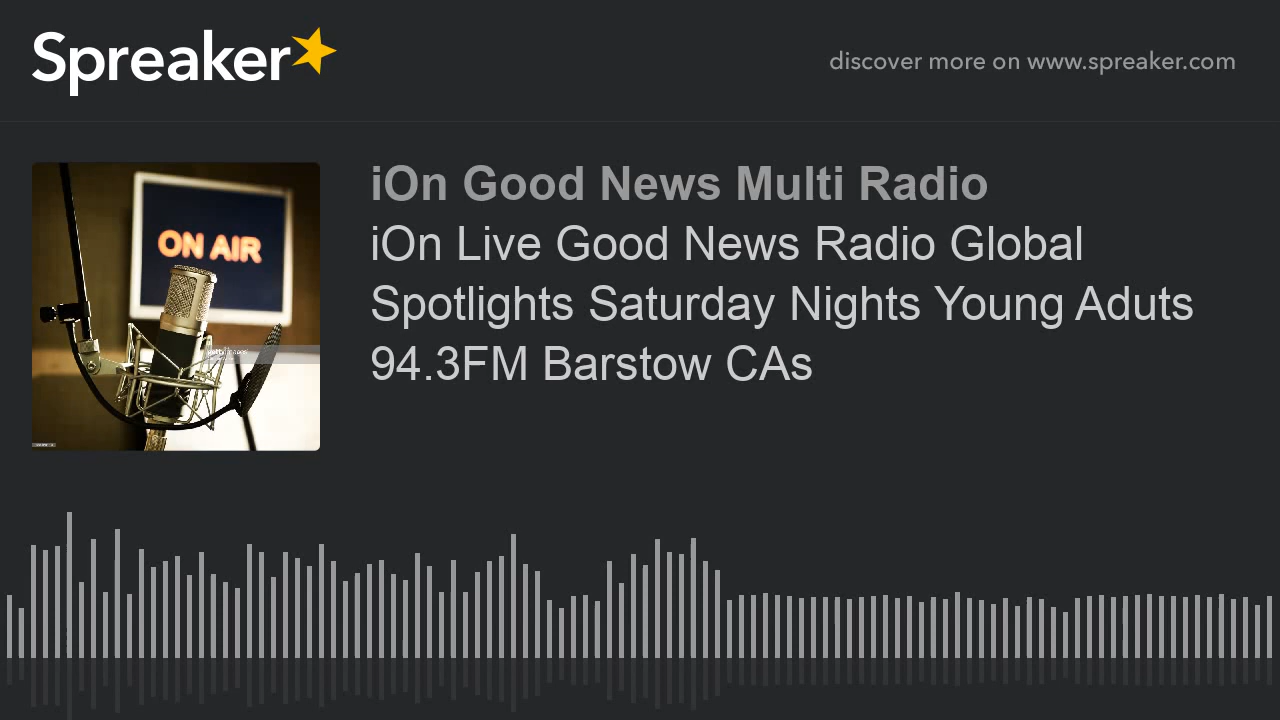 Spreaker
discover more on www.spreaker.com
ON AIR
iOn Good News Multi Radio
iOn Live Good News Radio Global
Spotlights Saturday Nights Young Aduts
94.3FM Barstow CAs